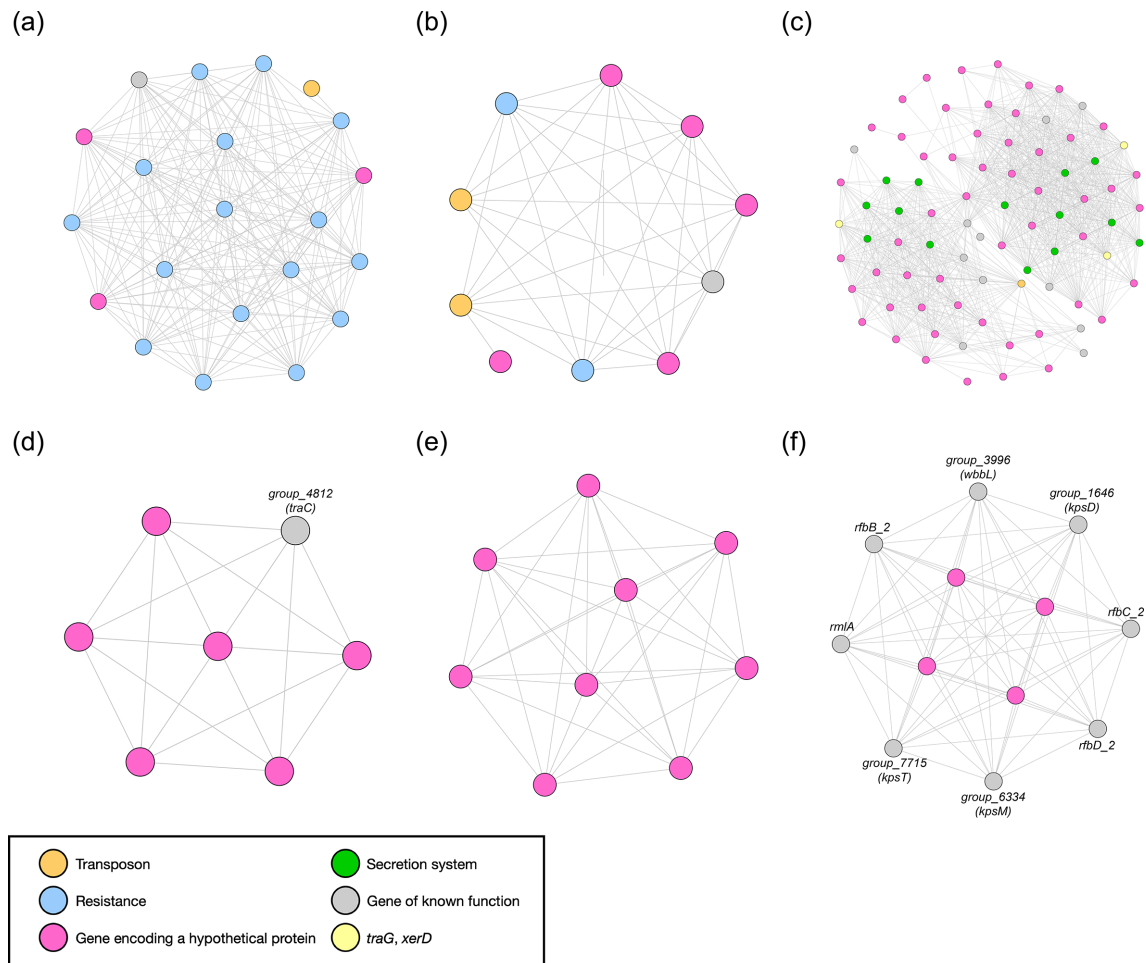 (a)
(b)
(c)
(d)
(e)
(f)
group_4812
(traC)
group_3996
(wbbL)
group_1646
(kpsD)
rfbB_2
rfbC_2
rmlA
rfbD_2
group_7715
(kpsT)
group_6334
(kpsM)
Transposon
Secretion system
Resistance
Gene of known function
Gene encoding a hypothetical protein
traG, xerD